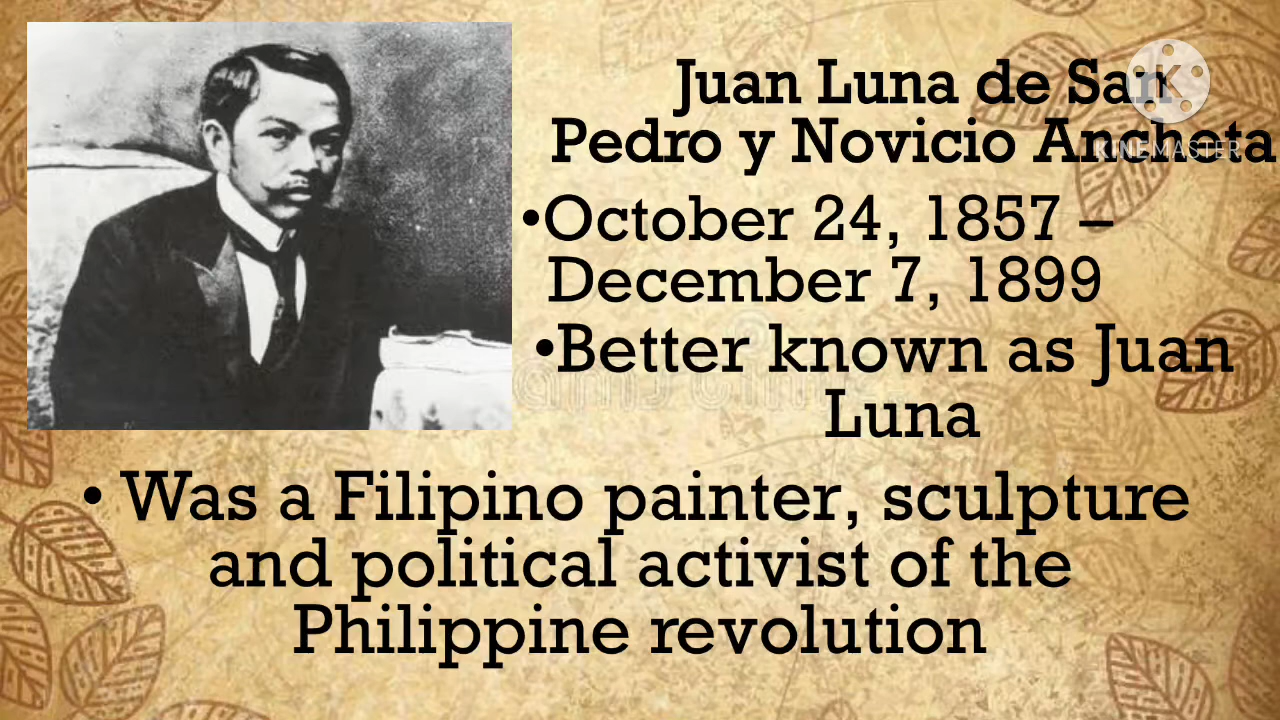 Juan Luna de San
Pedro y Novicio Ancheta
•October 24, 1857 –
December 7, 1899
•Better known as Juan
Luna
• Was a Filipino painter, sculpture
and political activist of the
Philippine revolution
K
KINEMASTER